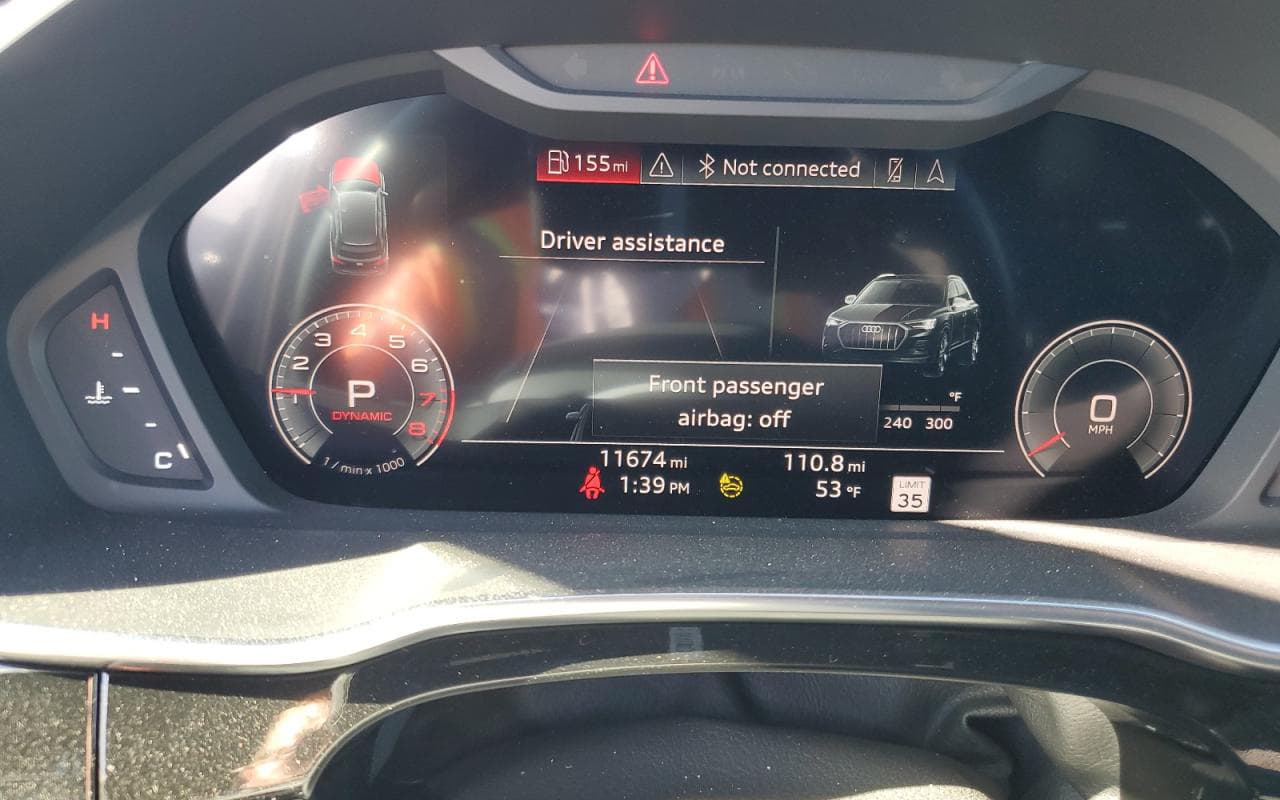 155 mi
Not connected
Driver assistance
H
C
1 2 3 4 5 6 7 8
P
DYNAMIC
1 / min x 1000
Front passenger
airbag: off
°F
240 300
0
MPH
11674 mi
110.8 mi
1:39 PM
53 °F
LIMIT
35